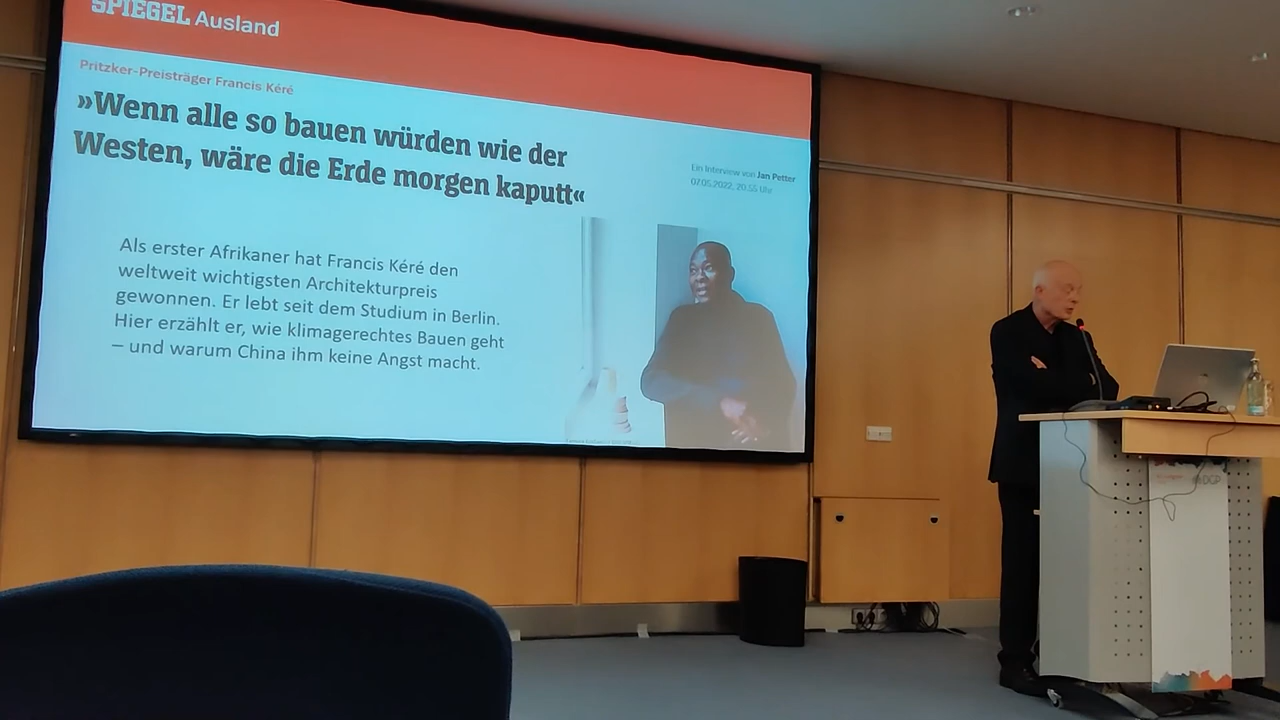 SPIEGEL Ausland
Pritzker-Preisträger Francis Kéré
»Wenn alle so bauen würden wie der
Westen, wäre die Erde morgen kaputt«
Ein Interview von Jan Petter
07.05.2022, 20.55 Uhr
Als erster Afrikaner hat Francis Kéré den
weltweit wichtigsten Architekturpreis
gewonnen. Er lebt seit dem Studium in Berlin.
Hier erzählt er, wie klimagerechtes Bauen geht
– und warum China ihm keine Angst macht.